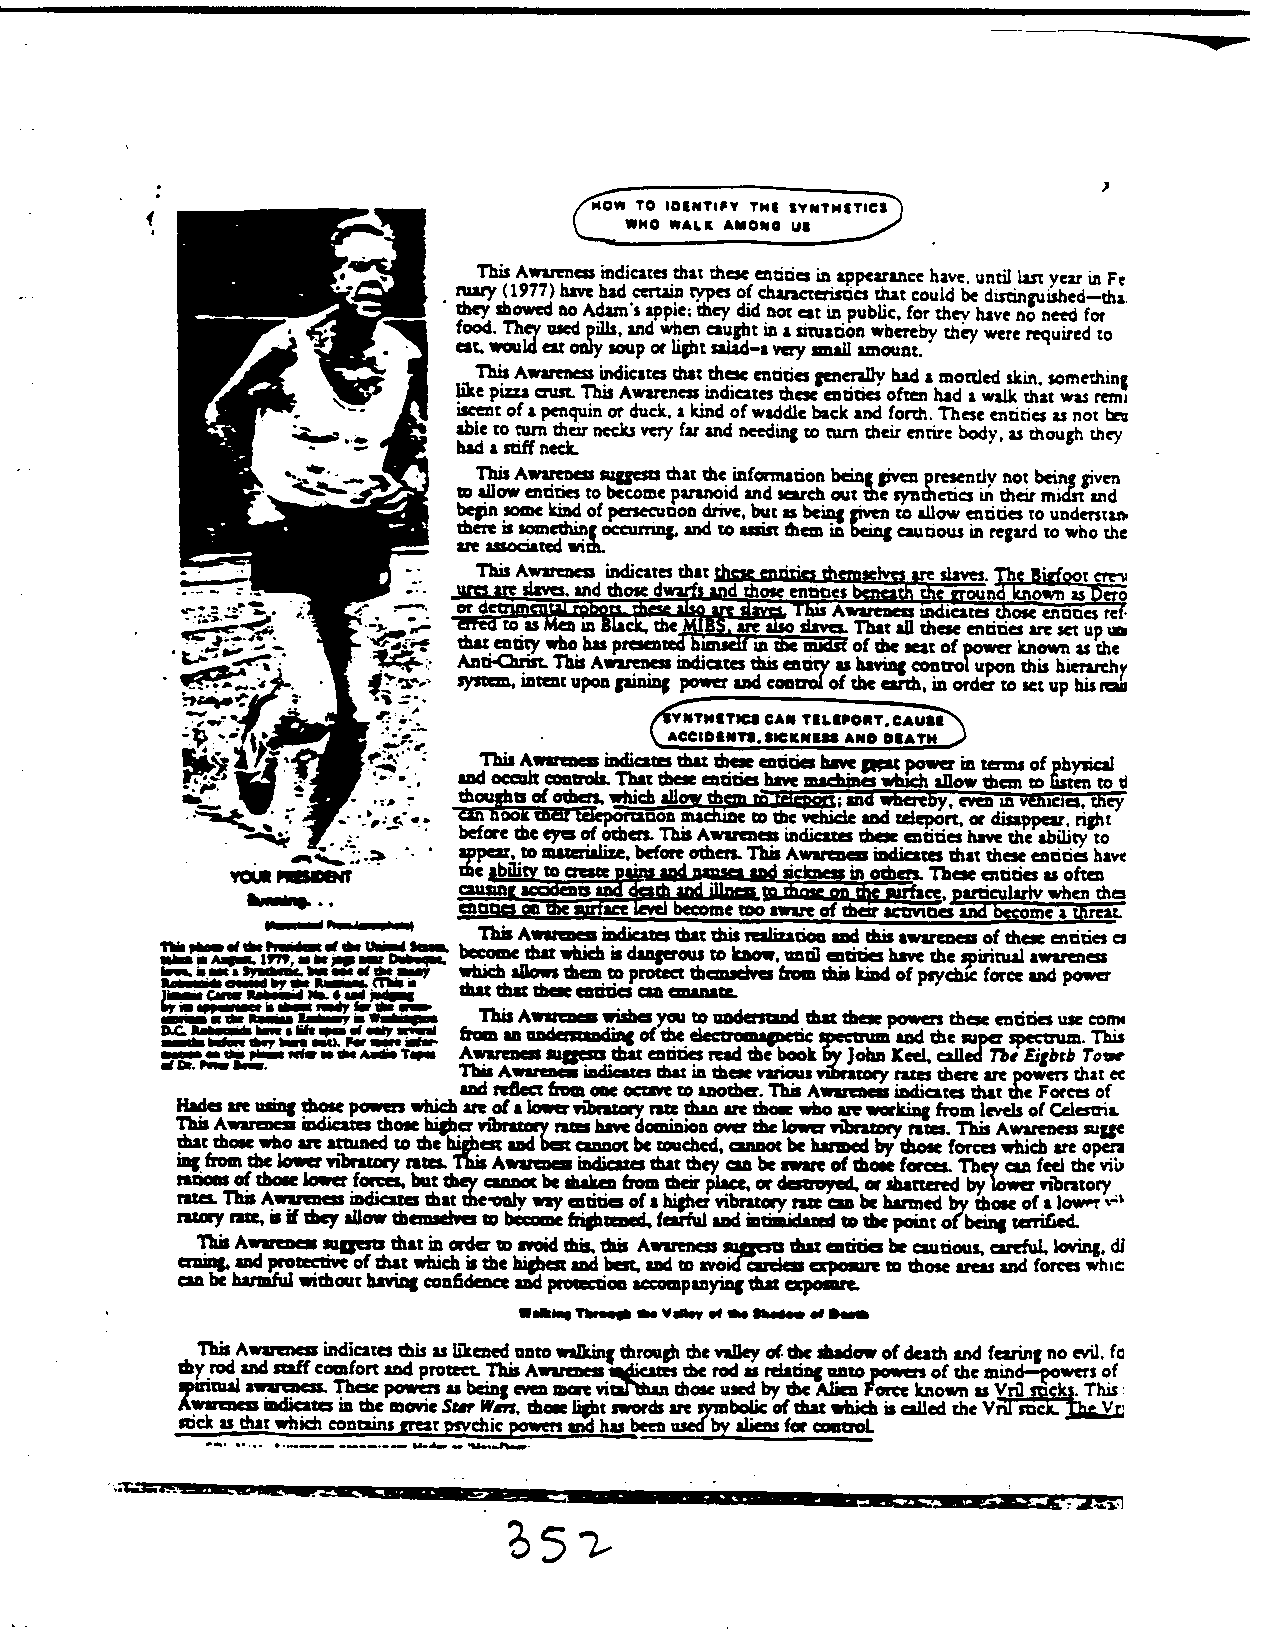 HOW TO IDENTIFY THE SYNTHETICS
WHO WALK AMONG US
This Awareness indicates that these entities in appearance have, until last year in Fe
ruary (1977) have had certain types of characteristics that could be distinguished—tha
they showed no Adam's apple; they did not eat in public, for they have no need for
food. They used pills, and when caught in a situation whereby they were required to
eat, would eat only soup or light salad—a very small amount.
This Awareness indicates that these entities generally had a mottled skin, something
like pizza crust. This Awareness indicates these entities often had a walk that was remi
iscent of a penquin or duck, a kind of waddle back and forth. These entities as not bei
able to turn their necks very far and needing to turn their entire body, as though they
had a stiff neck.
This Awareness suggests that the information being given presently not being given
to allow entities to become paranoid and search out the synthetics in their midst and
begin some kind of persecution drive, but as being given to allow entities to understan
there is something occurring, and to assist them in being cautious in regard to who the
are associated with.
This Awareness indicates that these entities themselves are slaves. The Bigfoot crea
ures are slaves, and those dwarfs and those entities beneath the ground known as Dero
or detrimental robots, these also are slaves. This Awareness indicates those entities ref-
erred to as Men in Black, the MIBS, are also slaves. That all these entities are set up
that entity who has presented himself in the midst of the seat of power known as the
Anti-Christ. This Awareness indicates this entity as having control upon this hierarchy
system, intent upon gaining power and control of the earth, in order to set up his
SYNTHETICS CAN TELEPORT, CAUSE
ACCIDENTS, SICKNESS AND DEATH
This Awareness indicates that these entities have great power in terms of physical
and occult controls. That these entities have machines which allow them to listen to t
thoughts of others, which allow them to teleport; and whereby, even in vehicles, they
can hook their teleportation machine to the vehicle and teleport, or disappear, right
before the eyes of others. This Awareness indicates these entities have the ability to
appear, to materialize, before others. This Awareness indicates that these entities have
the ability to create pains and nausea and sickness in others. These entities as often
causing accidents and death and illness to those on the surface, particularly when thes
entities on the surface level become too aware of their activities and become a threat.
This Awareness indicates that this realization and this awareness of these entities ca
become that which is dangerous to know, until entities have the spiritual awareness
which allows them to protect themselves from this kind of psychic force and power
that that these entities can emanate.
This Awareness wishes you to understand that these powers these entities use come
from an understanding of the electromagnetic spectrum and the super spectrum. This
Awareness suggests that entities read the book by John Keel, called The Eighth Tower
This Awareness indicates that in these various vibratory rates there are powers that ec
and reflect from one octave to another. This Awareness indicates that the Forces of
YOUR PRESIDENT
Running. . .
(Associated Press Laserphoto)
This photo of the President of the United States,
taken in August, 1979, as he jogs near Dubuque,
Iowa, is not a Synthetic, but one of the many
Robotoids created by the Russians. (This is
Jimmy Carter Robotoid No. 6 and judging
by its appearance is about ready for the crem-
atorium at the Russian Embassy in Washington
D.C. Robotoids have a life span of only several
months before they burn out). For more infor-
mation on this please refer to the Audio Tapes
of Dr. Peter Beter.
Hades are using those powers which are of a lower vibratory rate than are those who are working from levels of Celestria.
This Awareness indicates those higher vibratory rates have dominion over the lower vibratory rates. This Awareness sugge
that those who are attuned to the highest and best cannot be touched, cannot be harmed by those forces which are opera
ing from the lower vibratory rates. This Awareness indicates that they can be aware of those forces. They can feel the vib
rations of those lower forces, but they cannot be shaken from their place, or destroyed, or shattered by lower vibratory
rates. This Awareness indicates that the only way entities of a higher vibratory rate can be harmed by those of a lower vib
ratory rate, is if they allow themselves to become frightened, fearful and intimidated to the point of being terrified.
This Awareness suggests that in order to avoid this, this Awareness suggests that entities be cautious, careful, loving, di
erning, and protective of that which is the highest and best, and to avoid careless exposure to those areas and forces whic
can be harmful without having confidence and protection accompanying that exposure.
Walking Through the Valley of the Shadow of Death
This Awareness indicates this as likened unto walking through the valley of the shadow of death and fearing no evil, fo
thy rod and staff comfort and protect. This Awareness indicates the rod as relating unto powers of the mind—powers of
spiritual awareness. These powers as being even more vital than those used by the Alien Force known as Vril sticks. This
Awareness indicates in the movie Star Wars, those light swords are symbolic of that which is called the Vril stick. The Vri
stick as that which contains great psychic powers and has been used by aliens for control.
352